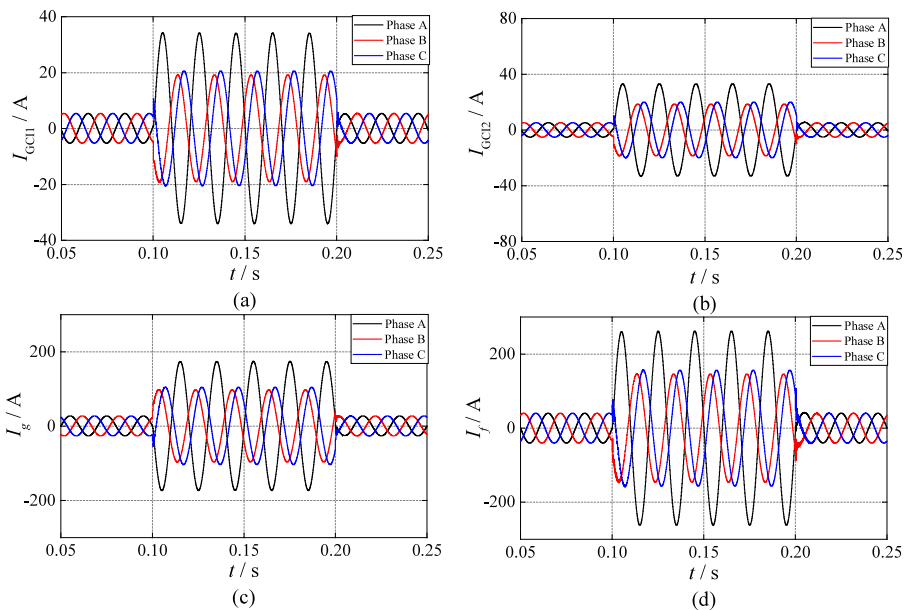 Phase A
Phase B
Phase C
40
20
0
-20
-40
I_GCI1 / A
0.05 0.10 0.15 0.20 0.25
t / s
(a)
Phase A
Phase B
Phase C
80
40
0
-40
-80
I_GCI2 / A
0.05 0.10 0.15 0.20 0.25
t / s
(b)
Phase A
Phase B
Phase C
200
0
-200
I_g / A
0.05 0.10 0.15 0.20 0.25
t / s
(c)
Phase A
Phase B
Phase C
200
0
-200
I_f / A
0.05 0.10 0.15 0.20 0.25
t / s
(d)